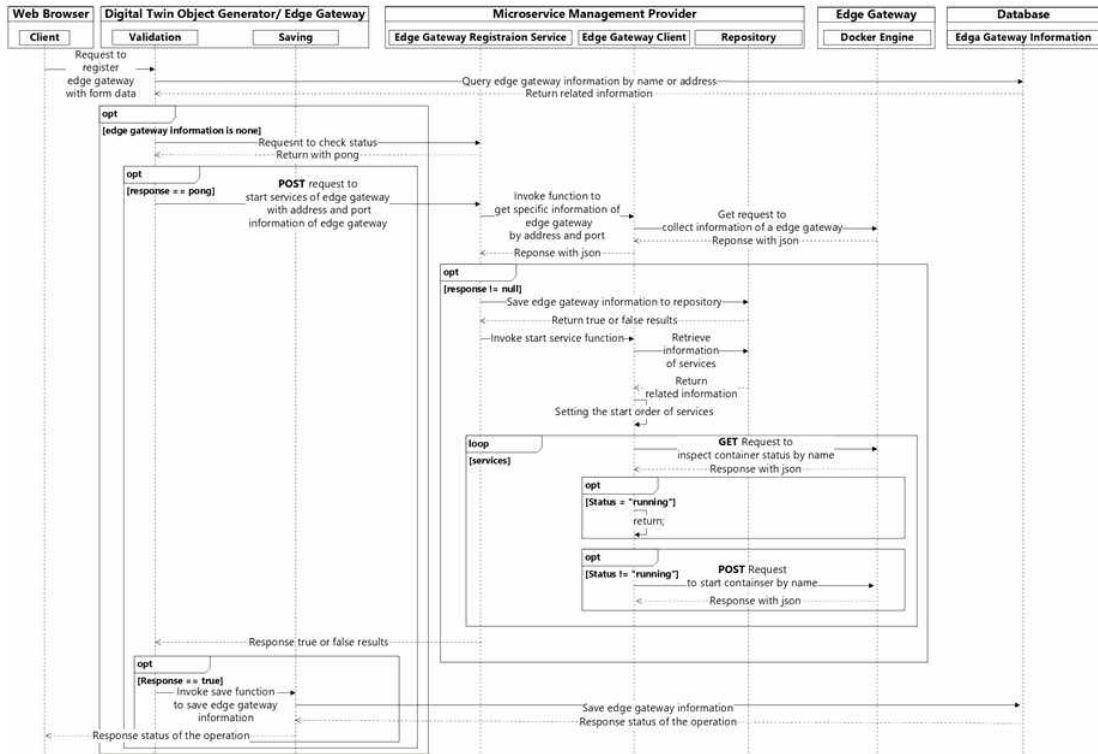 Web Browser
Digital Twin Object Generator/ Edge Gateway
Microservice Management Provider
Edge Gateway
Database
Client
Validation
Saving
Edge Gateway Registraion Service
Edge Gateway Client
Repository
Docker Engine
Edga Gateway Information
Request to
register
edge gateway
with form data
Query edge gateway information by name or address
Return related information
opt
[edge gateway information is none]
Requesnt to check status
Return with pong
opt
[response == pong]
POST request to
start services of edge gateway
with address and port
information of edge gateway
Invoke function to
get specific information of
edge gateway
by address and port
Get request to
collect information of a edge gateway
Reponse with json
Reponse with json
opt
[response != null]
Save edge gateway information to repository
Return true or false results
Invoke start service function
Retrieve
information
of services
Return
related information
Setting the start order of services
loop
[services]
GET Request to
inspect container status by name
Response with json
opt
[Status = "running"]
return;
opt
[Status != "running"]
POST Request
to start containser by name
Response with json
Response true or false results
opt
[Response == true]
Invoke save function
to save edge gateway
information
Save edge gateway information
Response status of the operation
Response status of the operation